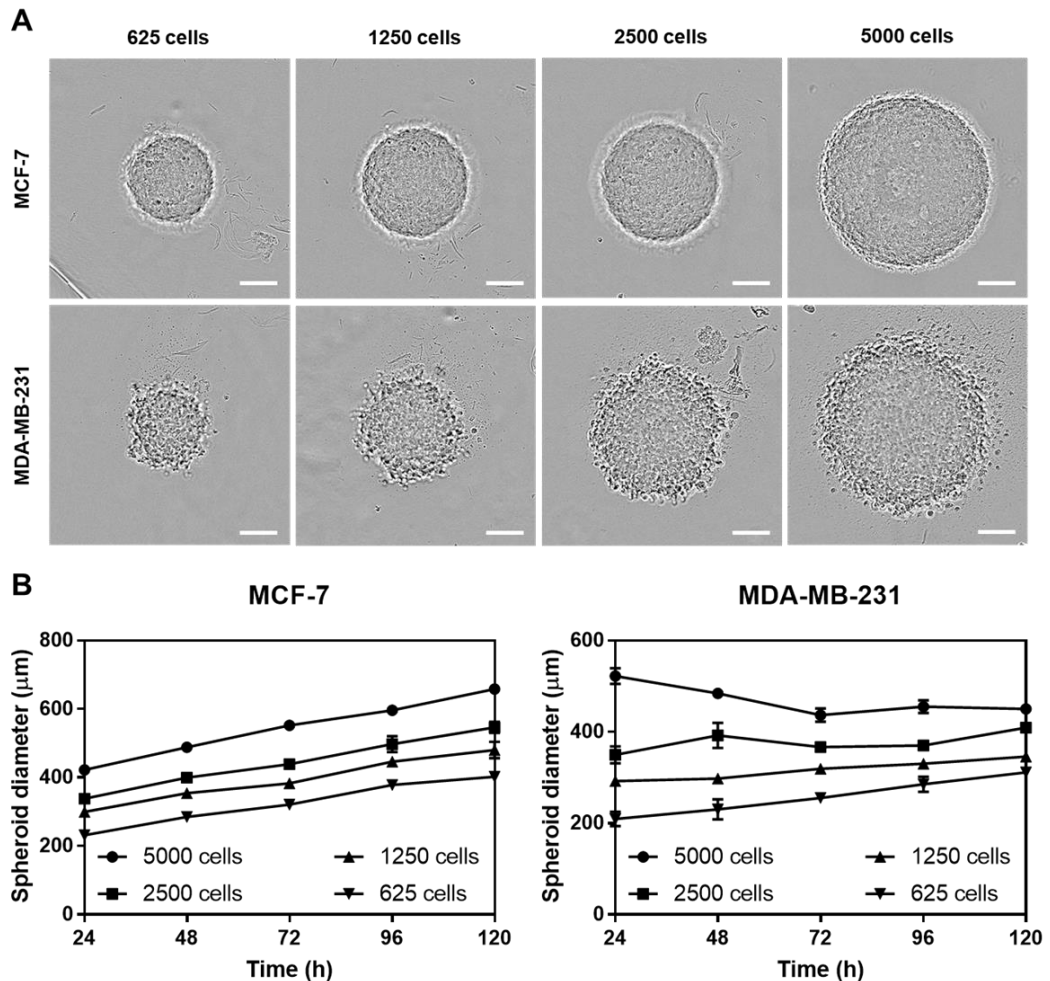 A
625 cells
1250 cells
2500 cells
5000 cells
MCF-7
MDA-MB-231
B
MCF-7
Spheroid diameter (μm)
800
600
400
200
0
5000 cells
1250 cells
2500 cells
625 cells
24
48
72
96
120
Time (h)
MDA-MB-231
Spheroid diameter (μm)
600
400
200
0
5000 cells
1250 cells
2500 cells
625 cells
24
48
72
96
120
Time (h)